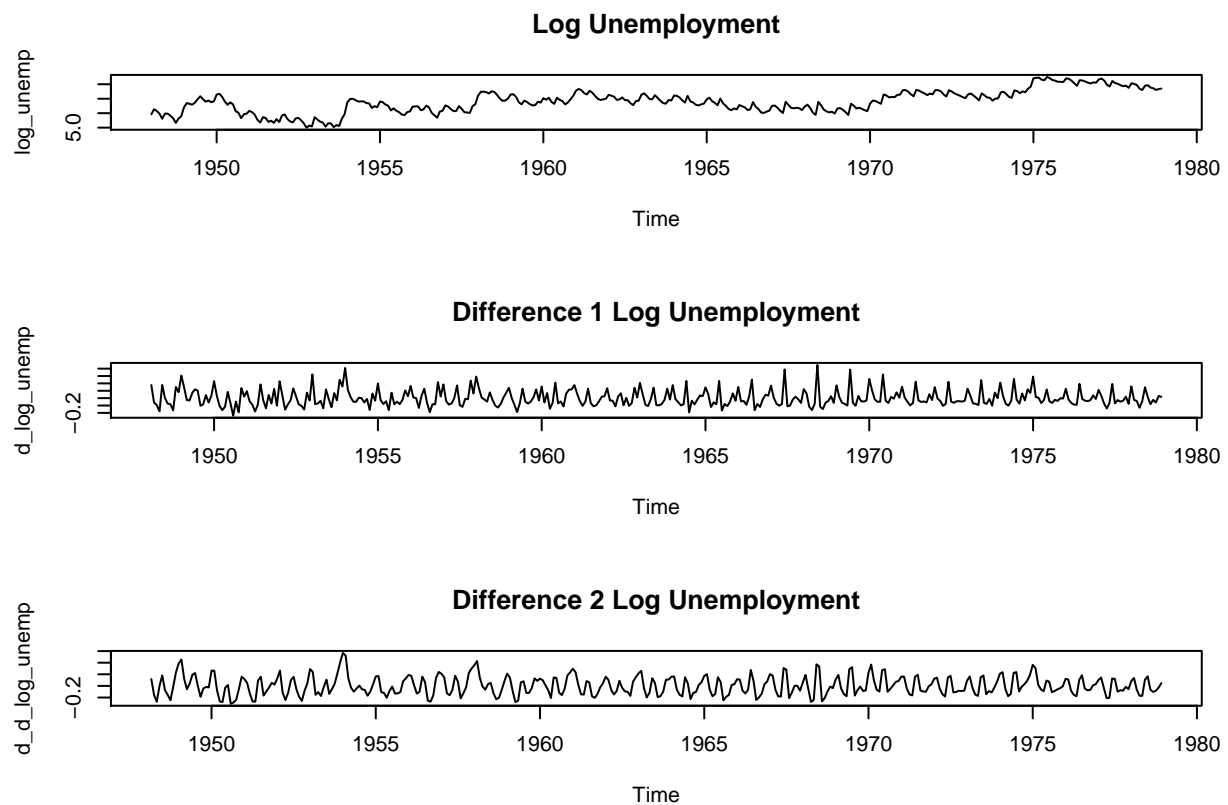 Log Unemployment
log_unemp
5.0
1950 1955 1960 1965 1970 1975 1980
Time
Difference 1 Log Unemployment
d_log_unemp
−0.2
1950 1955 1960 1965 1970 1975 1980
Time
Difference 2 Log Unemployment
d_d_log_unemp
−0.2
1950 1955 1960 1965 1970 1975 1980
Time